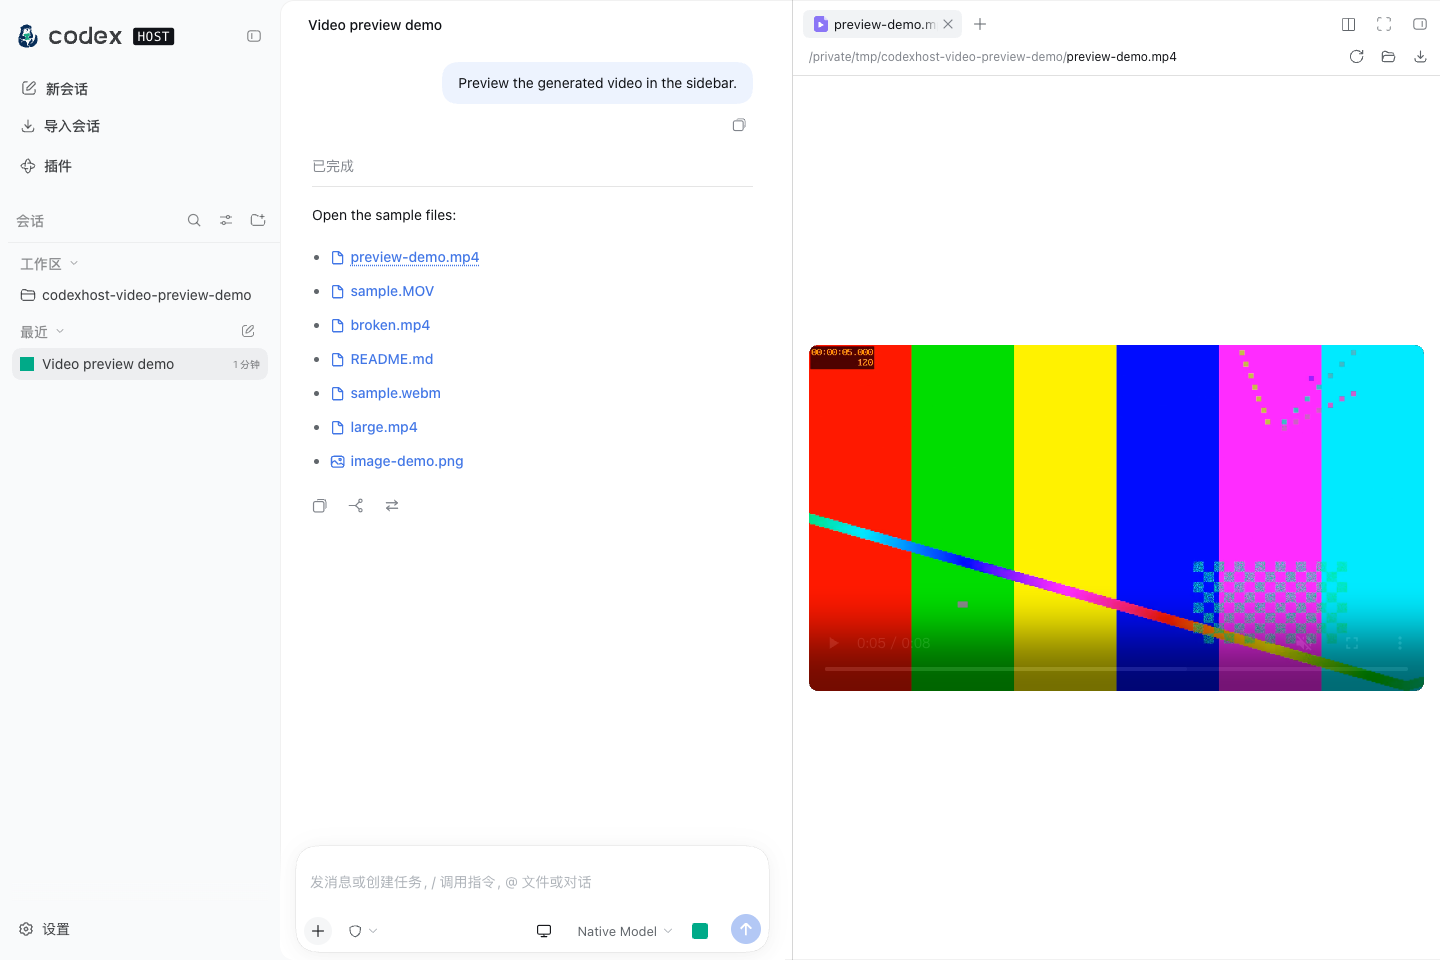 codex HOST
新会话
导入会话
插件
会话
工作区
codexhost-video-preview-demo
最近
Video preview demo 1 分钟
设置
Video preview demo
Preview the generated video in the sidebar.
已完成
Open the sample files:
preview-demo.mp4
sample.MOV
broken.mp4
README.md
sample.webm
large.mp4
image-demo.png
发消息或创建任务, / 调用指令, @ 文件或对话
Native Model
preview-demo.m
/private/tmp/codexhost-video-preview-demo/preview-demo.mp4
00:00:05.000
120
0:05 / 0:08